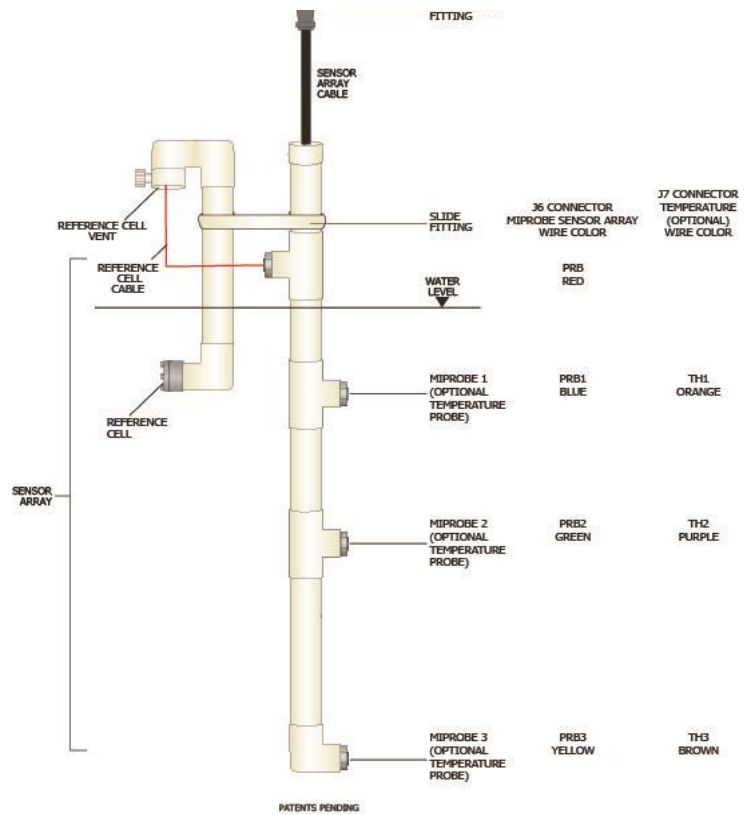 FITTING
SENSOR
ARRAY
CABLE
J6 CONNECTOR
MIPROBE SENSOR ARRAY
WIRE COLOR
J7 CONNECTOR
TEMPERATURE
(OPTIONAL)
WIRE COLOR
REFERENCE CELL
VENT
SLIDE
FITTING
REFERENCE
CELL
CABLE
PRB
RED
WATER
LEVEL
MIPROBE 1
(OPTIONAL
TEMPERATURE
PROBE)
PRB1
BLUE
TH1
ORANGE
REFERENCE
CELL
SENSOR
ARRAY
MIPROBE 2
(OPTIONAL
TEMPERATURE
PROBE)
PRB2
GREEN
TH2
PURPLE
MIPROBE 3
(OPTIONAL
TEMPERATURE
PROBE)
PRB3
YELLOW
TH3
BROWN
PATENTS PENDING